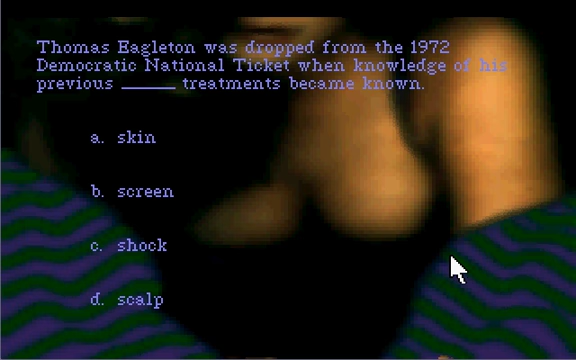 Thomas Eagleton was dropped from the 1972
Democratic National Ticket when knowledge of his
previous _____ treatments became known.
a. skin
b. screen
c. shock
d. scalp